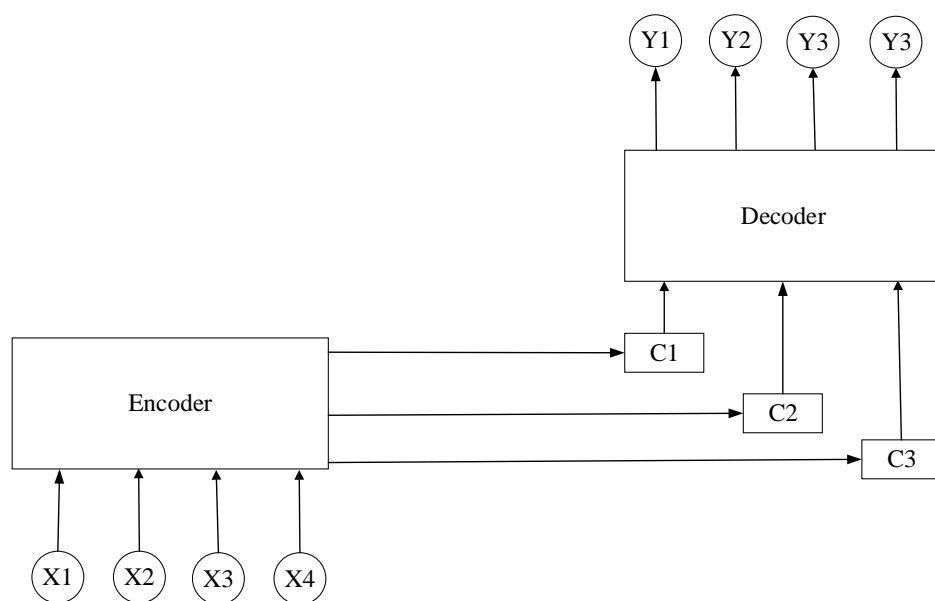 Y1 Y2 Y3 Y3
Decoder
C1
Encoder
C2
C3
X1 X2 X3 X4